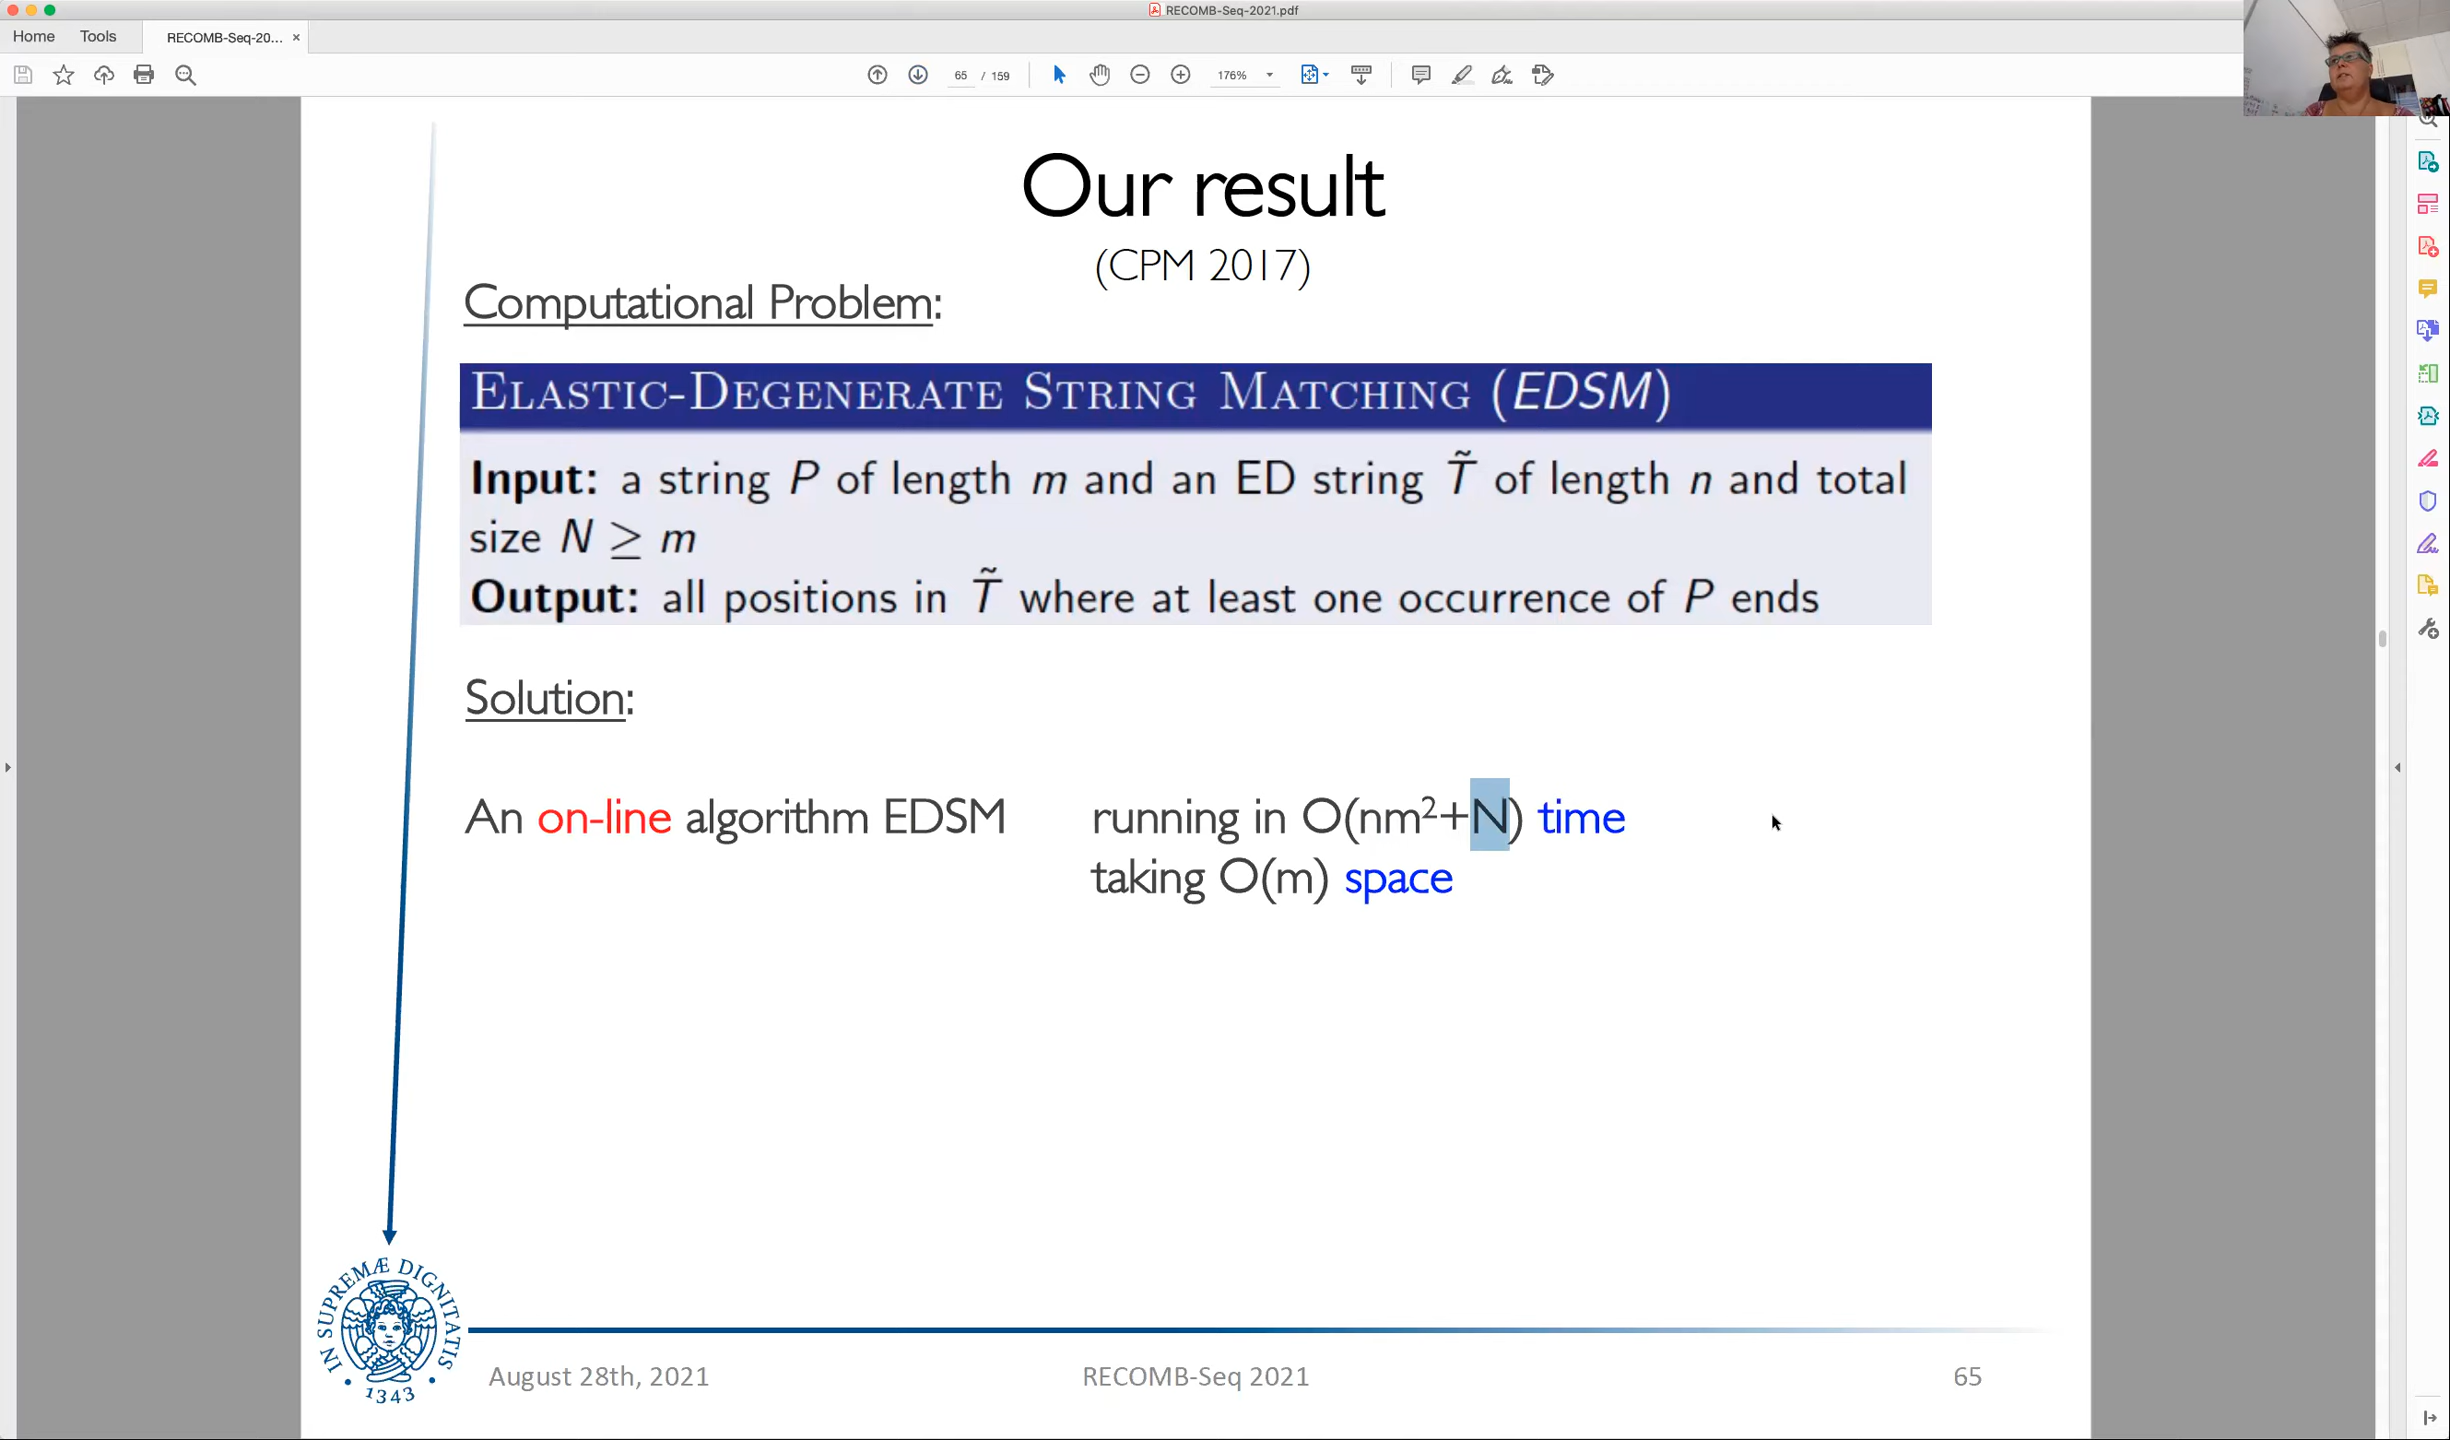 RECOMB-Seq-2021.pdf
Home Tools RECOMB-Seq-20... ×
65 / 159 176%
Our result
(CPM 2017)
Computational Problem:
ELASTIC-DEGENERATE STRING MATCHING (EDSM)
Input: a string P of length m and an ED string T̃ of length n and total
size N ≥ m
Output: all positions in T̃ where at least one occurrence of P ends
Solution:
An on-line algorithm EDSM running in O(nm²+N) time
taking O(m) space
IN SUPREMÆ DIGNITATIS
• 1343 •
August 28th, 2021 RECOMB-Seq 2021 65